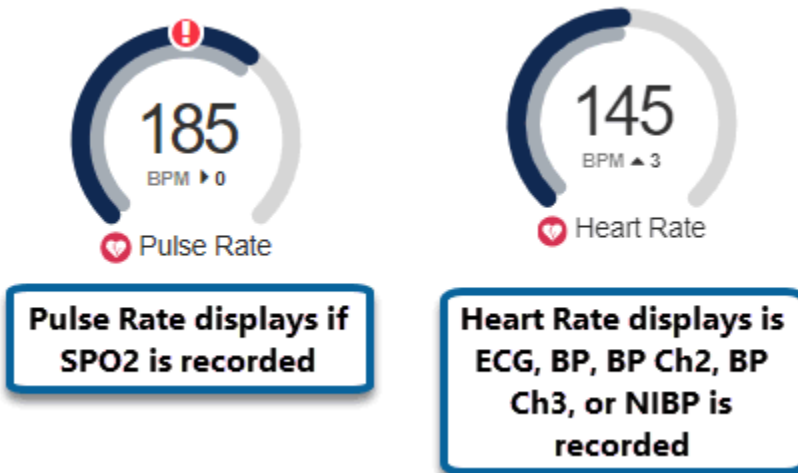 !
185
BPM ▶ 0
Pulse Rate
Pulse Rate displays if
SPO2 is recorded
145
BPM ▲ 3
Heart Rate
Heart Rate displays is
ECG, BP, BP Ch2, BP
Ch3, or NIBP is
recorded